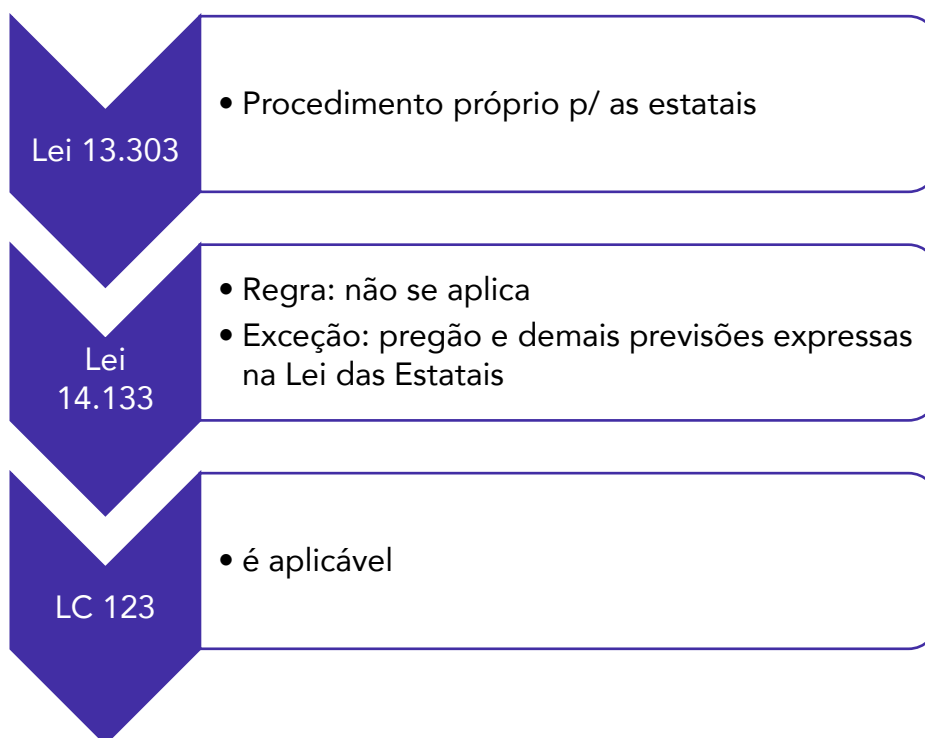 Lei 13.303
• Procedimento próprio p/ as estatais
Lei
14.133
• Regra: não se aplica
• Exceção: pregão e demais previsões expressas
na Lei das Estatais
LC 123
• é aplicável